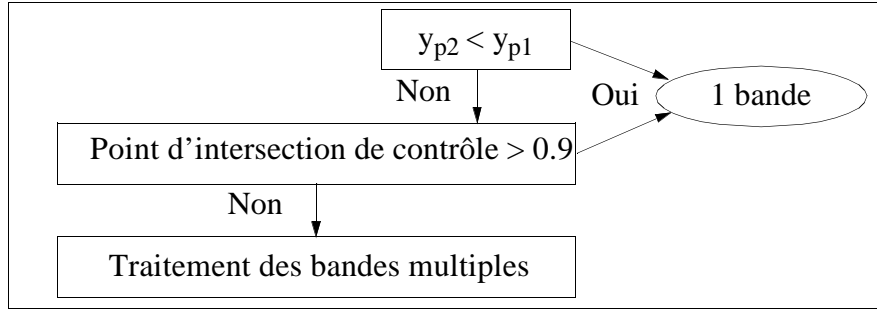 y_p2 < y_p1
Non
Oui
1 bande
Point d'intersection de contrôle > 0.9
Non
Traitement des bandes multiples